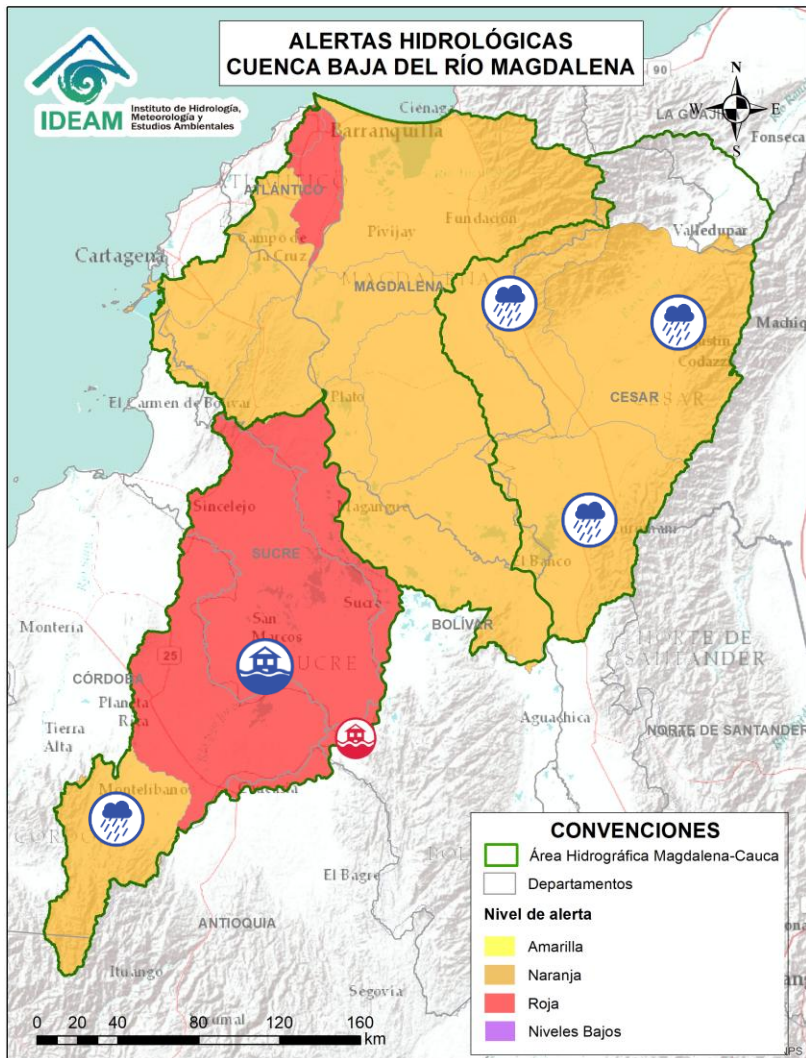 ALERTAS HIDROLÓGICAS
CUENCA BAJA DEL RÍO MAGDALENA
IDEAM
Instituto de Hidrología,
Meteorología y
Estudios Ambientales
N
W
E
S
90
Ciénaga
LA GUAJIRA
Fonseca
Barranquilla
ATLÁNTICO
Valledupar
Cartagena
Campo de
la Cruz
Pivijay
Fundación
MAGDALENA
Codazzi
CESAR
El Carmen de Bolívar
Plato
Sincelejo
Magangue
SUCRE
El Banco
Sucre
BOLÍVAR
San
Marcos
SUCRE
Montería
25
CÓRDOBA
Planeta
Rica
Tierra
Alta
NORTE DE
SANTANDER
Aguachica
NORTE DE SANTANDER
Montelibano
El Bagre
ANTIOQUIA
Ituango
Segovia
CONVENCIONES
Área Hidrográfica Magdalena-Cauca
Departamentos
Nivel de alerta
Amarilla
Naranja
Roja
Niveles Bajos
0 20 40 80 120 160
km